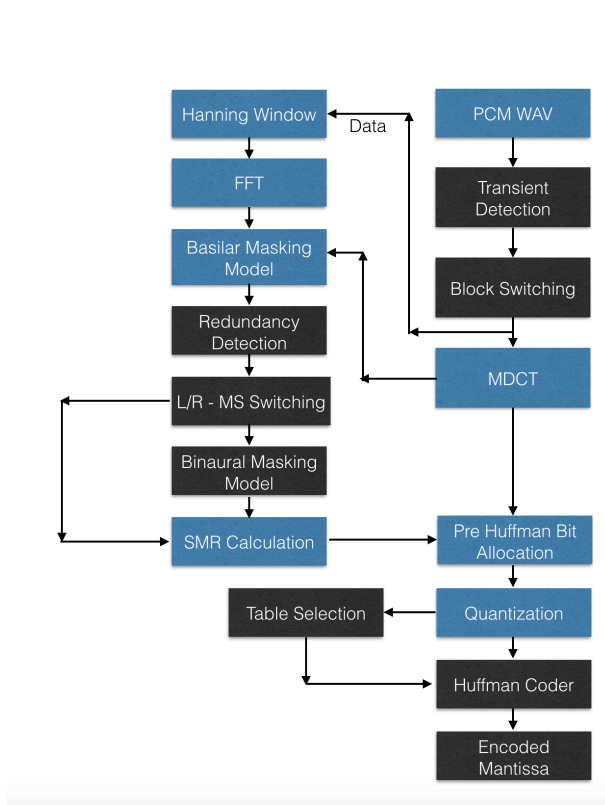 Hanning Window
Data
PCM WAV
FFT
Transient
Detection
Basilar Masking
Model
Block Switching
Redundancy
Detection
MDCT
L/R - MS Switching
Binaural Masking
Model
SMR Calculation
Pre Huffman Bit
Allocation
Table Selection
Quantization
Huffman Coder
Encoded
Mantissa